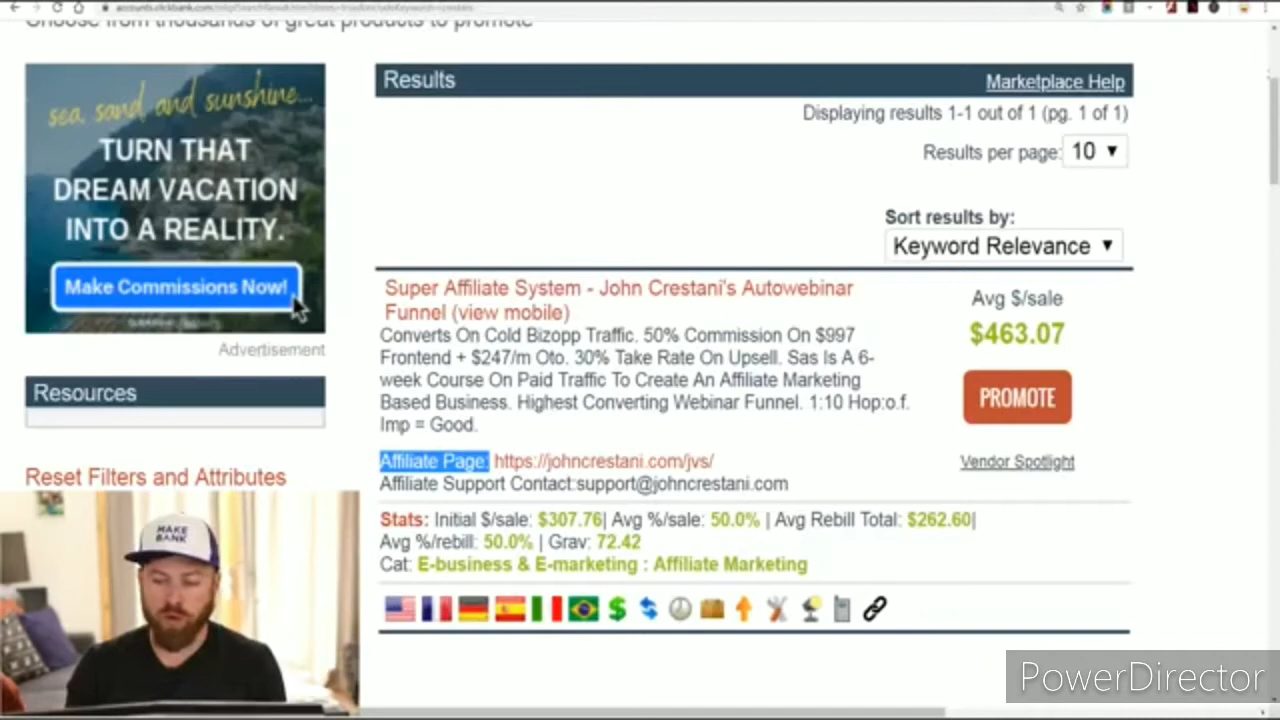 Choose from thousands of great products to promote
sea, sand and sunshine...
TURN THAT
DREAM VACATION
INTO A REALITY.
Make Commissions Now!
Advertisement
Resources
Reset Filters and Attributes
MAKE
BANK
Results
Marketplace Help
Displaying results 1-1 out of 1 (pg. 1 of 1)
Results per page: 10
Sort results by:
Keyword Relevance
Super Affiliate System - John Crestani's Autowebinar
Funnel (view mobile)
Converts On Cold Bizopp Traffic. 50% Commission On $997
Frontend + $247/m Oto. 30% Take Rate On Upsell. Sas Is A 6-
week Course On Paid Traffic To Create An Affiliate Marketing
Based Business. Highest Converting Webinar Funnel. 1:10 Hop:o.f.
Imp = Good.
Affiliate Page: https://johncrestani.com/jvs/
Affiliate Support Contact:support@johncrestani.com
Avg $/sale
$463.07
PROMOTE
Vendor Spotlight
Stats: Initial $/sale: $307.76| Avg %/sale: 50.0% | Avg Rebill Total: $262.60|
Avg %/rebill: 50.0% | Grav: 72.42
Cat: E-business & E-marketing : Affiliate Marketing
PowerDirector